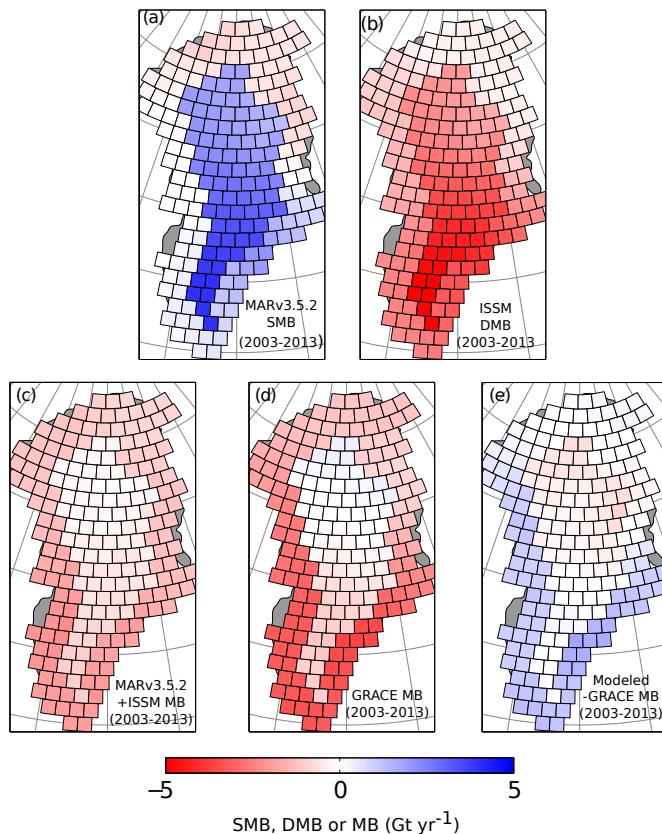 (a)
MARv3.5.2
SMB
(2003-2013)
(b)
ISSM
DMB
(2003-2013
(c)
MARv3.5.2
+ISSM MB
(2003-2013)
(d)
GRACE MB
(2003-2013)
(e)
Modeled
-GRACE MB
(2003-2013)
−5 0 5
SMB, DMB or MB (Gt yr-1)